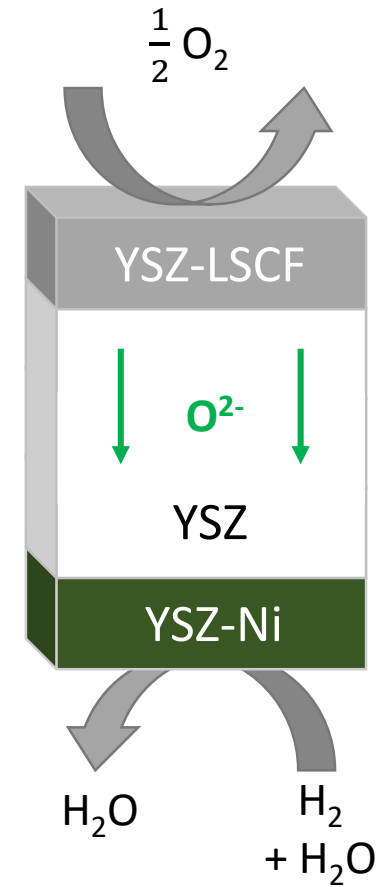 ½ O₂
YSZ-LSCF
O²⁻
YSZ
YSZ-Ni
H₂O
H₂
+ H₂O